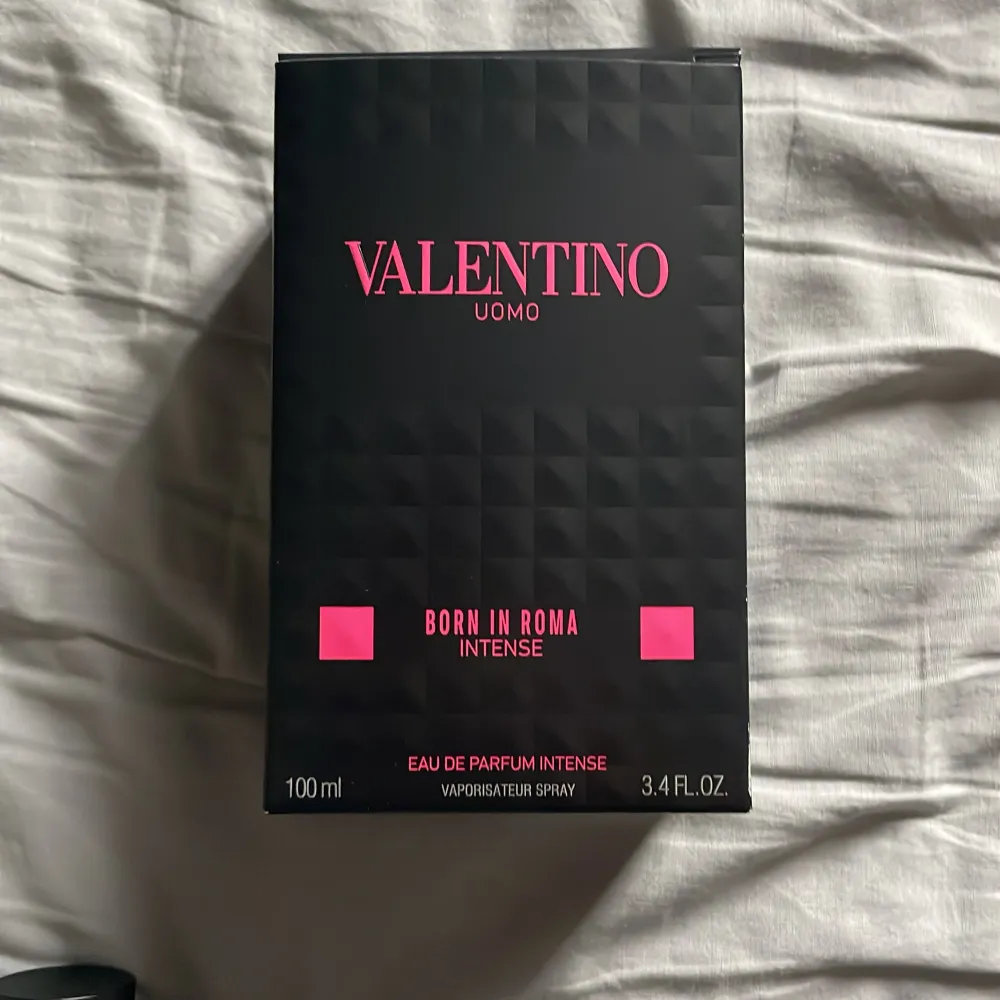 VALENTINO
UOMO
BORN IN ROMA
INTENSE
EAU DE PARFUM INTENSE
100 ml VAPORISATEUR SPRAY 3.4 FL.OZ.